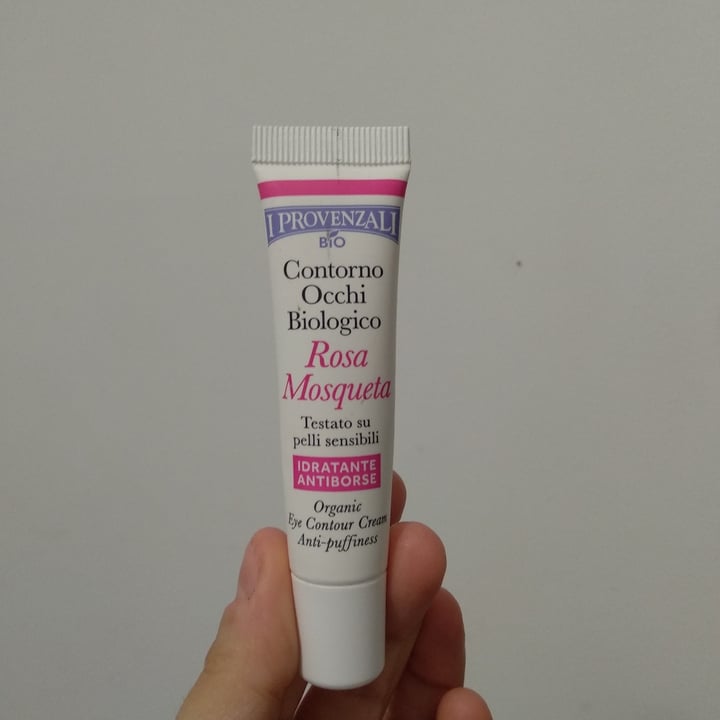 I PROVENZALI
BIO
Contorno
Occhi
Biologico
Rosa
Mosqueta
Testato su
pelli sensibili
IDRATANTE
ANTIBORSE
Organic
Eye Contour Cream
Anti-puffiness